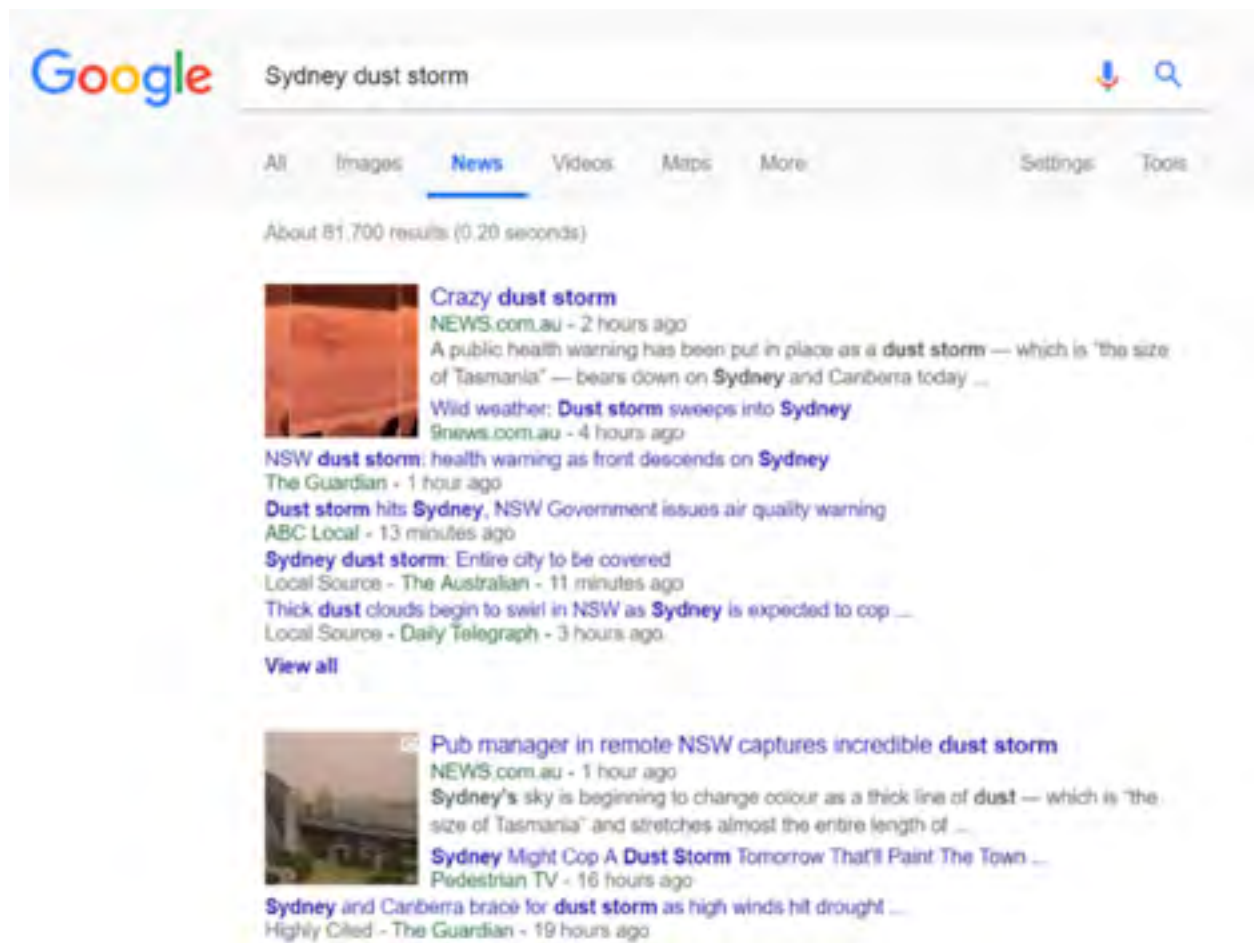 Google
Sydney dust storm
All Images News Videos Maps More Settings Tools
About 81,700 results (0.20 seconds)
Crazy dust storm
NEWS.com.au - 2 hours ago
A public health warning has been put in place as a dust storm — which is "the size
of Tasmania" — bears down on Sydney and Canberra today ...
Wild weather: Dust storm sweeps into Sydney
9news.com.au - 4 hours ago
NSW dust storm: health warning as front descends on Sydney
The Guardian - 1 hour ago
Dust storm hits Sydney, NSW Government issues air quality warning
ABC Local - 13 minutes ago
Sydney dust storm: Entire city to be covered
Local Source - The Australian - 11 minutes ago
Thick dust clouds begin to swirl in NSW as Sydney is expected to cop ...
Local Source - Daily Telegraph - 3 hours ago
View all
Pub manager in remote NSW captures incredible dust storm
NEWS.com.au - 1 hour ago
Sydney's sky is beginning to change colour as a thick line of dust — which is "the
size of Tasmania" and stretches almost the entire length of ...
Sydney Might Cop A Dust Storm Tomorrow That'll Paint The Town ...
Pedestrian TV - 16 hours ago
Sydney and Canberra brace for dust storm as high winds hit drought ...
Highly Cited - The Guardian - 19 hours ago